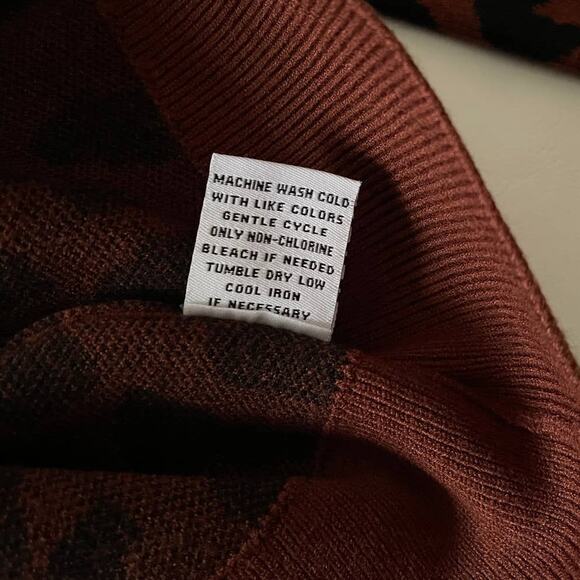 MACHINE WASH COLD
WITH LIKE COLORS
GENTLE CYCLE
ONLY NON-CHLORINE
BLEACH IF NEEDED
TUMBLE DRY LOW
COOL IRON
IF NECESSARY